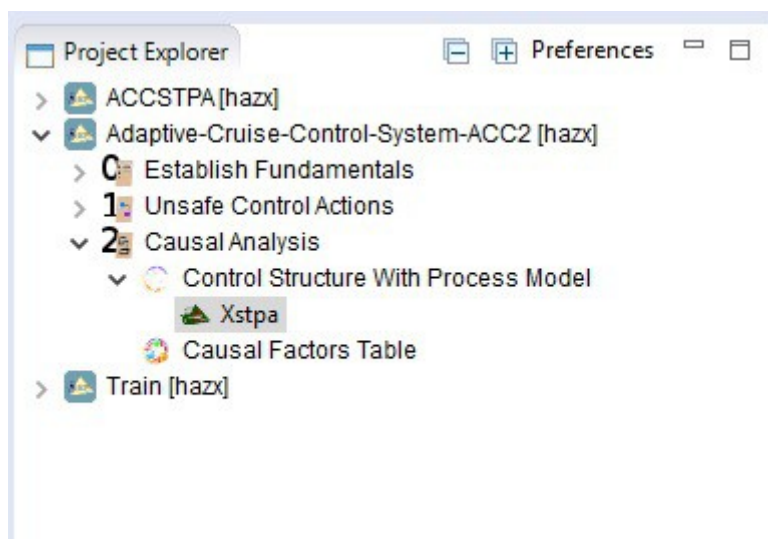 Project Explorer Preferences
ACCSTPA[hazx]
Adaptive-Cruise-Control-System-ACC2 [hazx]
0 Establish Fundamentals
1 Unsafe Control Actions
2 Causal Analysis
Control Structure With Process Model
Xstpa
Causal Factors Table
Train [hazx]